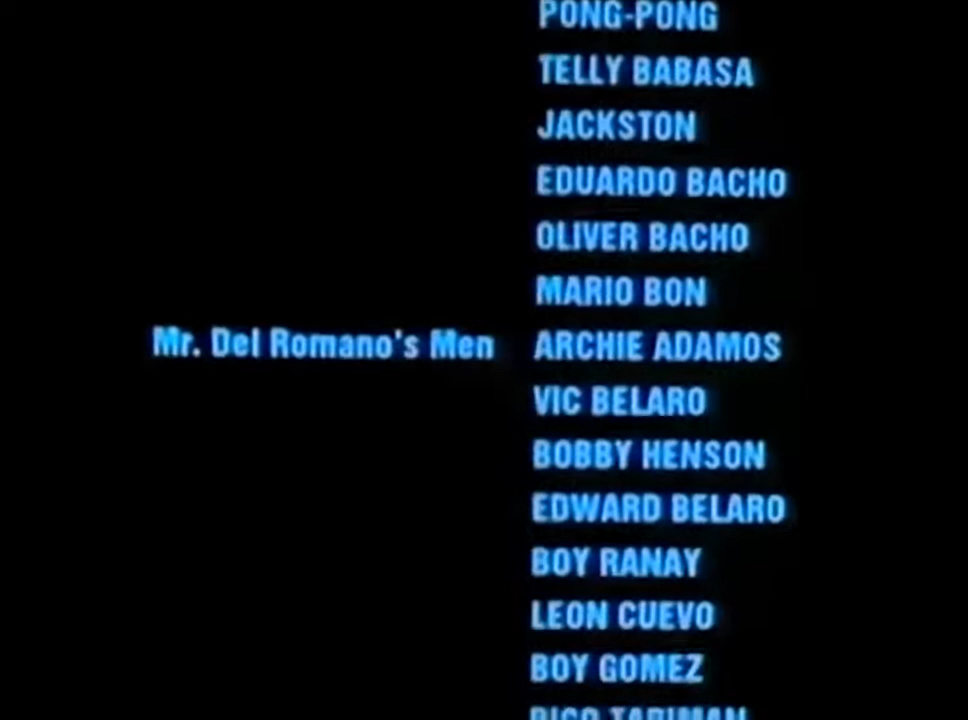 PONG-PONG
TELLY BABASA
JACKSTON
EDUARDO BACHO
OLIVER BACHO
MARIO BON
Mr. Del Romano's Men ARCHIE ADAMOS
VIC BELARO
BOBBY HENSON
EDWARD BELARO
BOY RANAY
LEON CUEVO
BOY GOMEZ